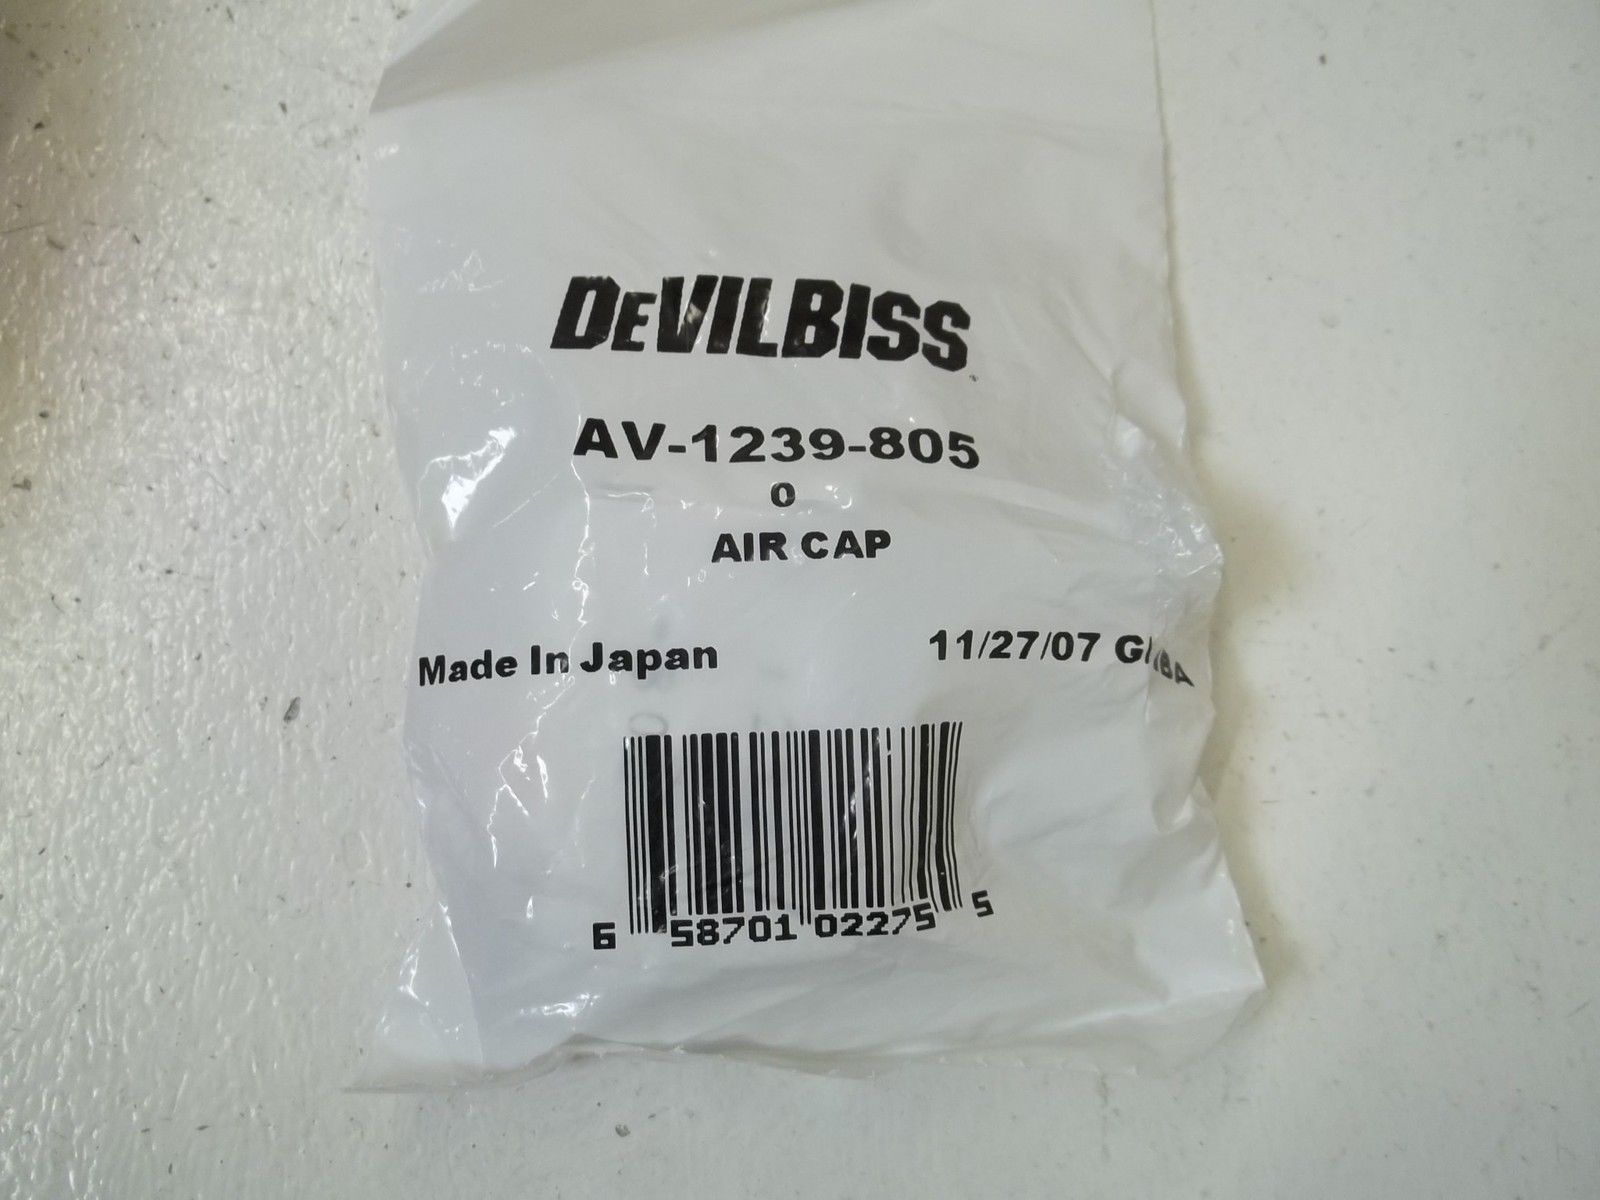 DEVILBISS
AV-1239-805
0
AIR CAP
Made In Japan
11/27/07
6 58701 02275 5